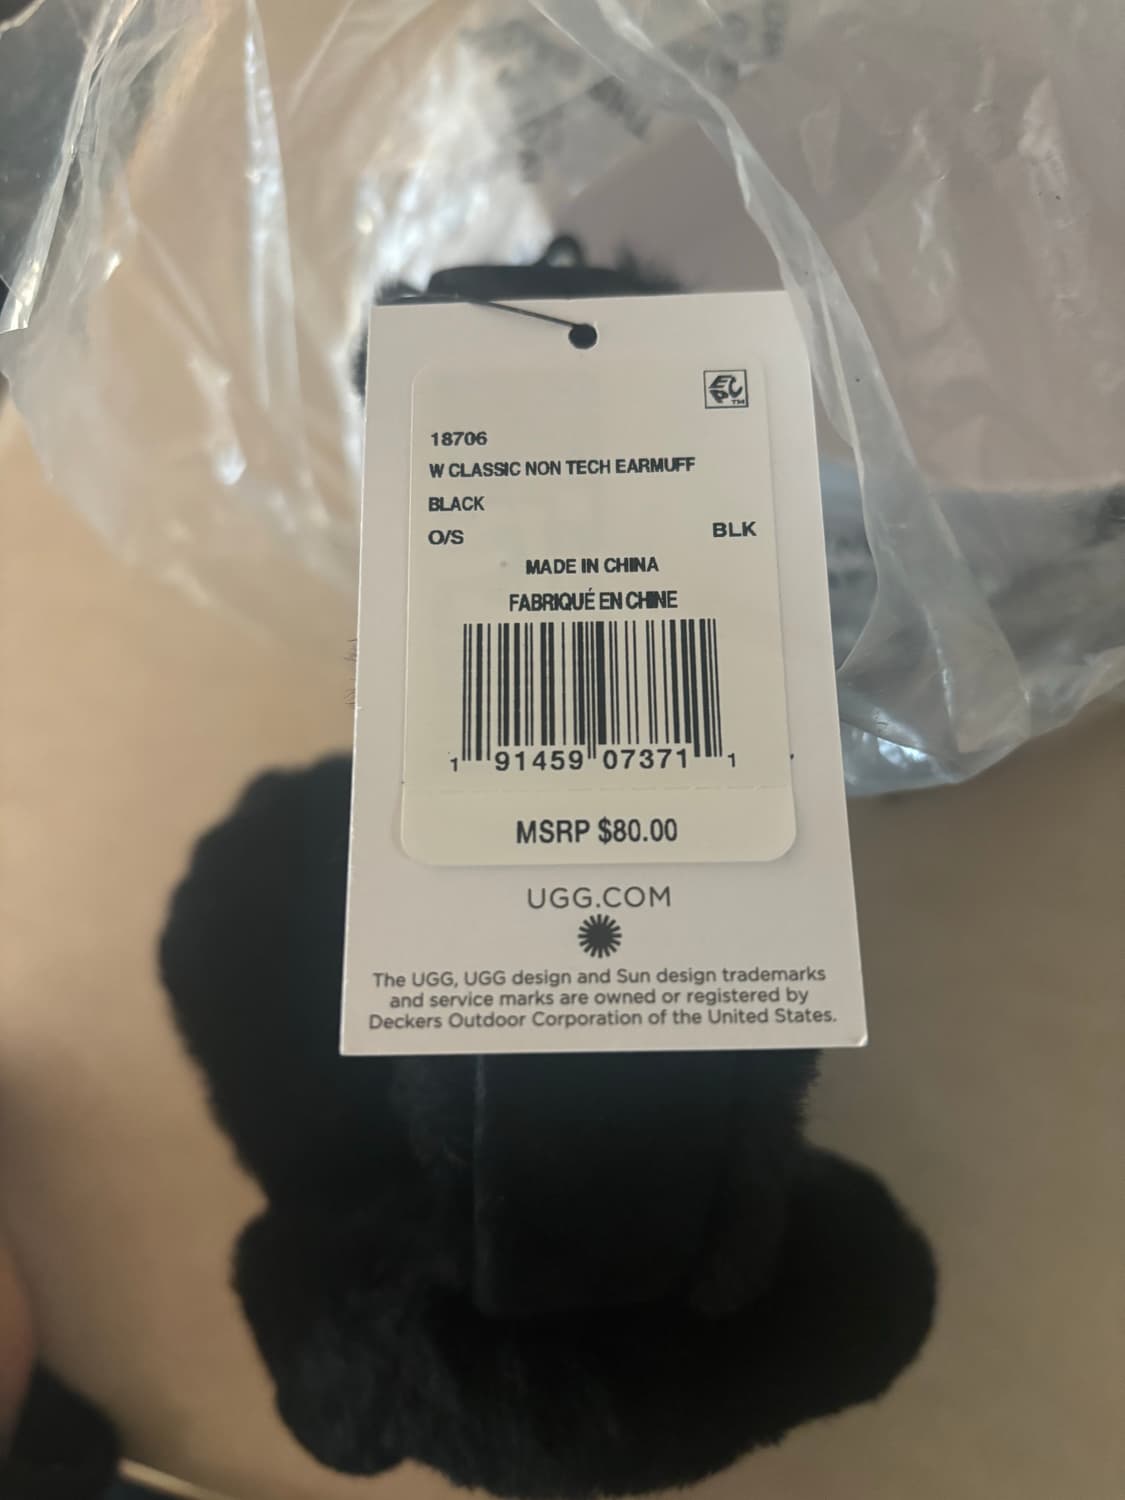 EPC™
18706
W CLASSIC NON TECH EARMUFF
BLACK
O/S BLK
MADE IN CHINA
FABRIQUÉ EN CHINE
1 91459 07371 1
MSRP $80.00
UGG.COM
The UGG, UGG design and Sun design trademarks
and service marks are owned or registered by
Deckers Outdoor Corporation of the United States.